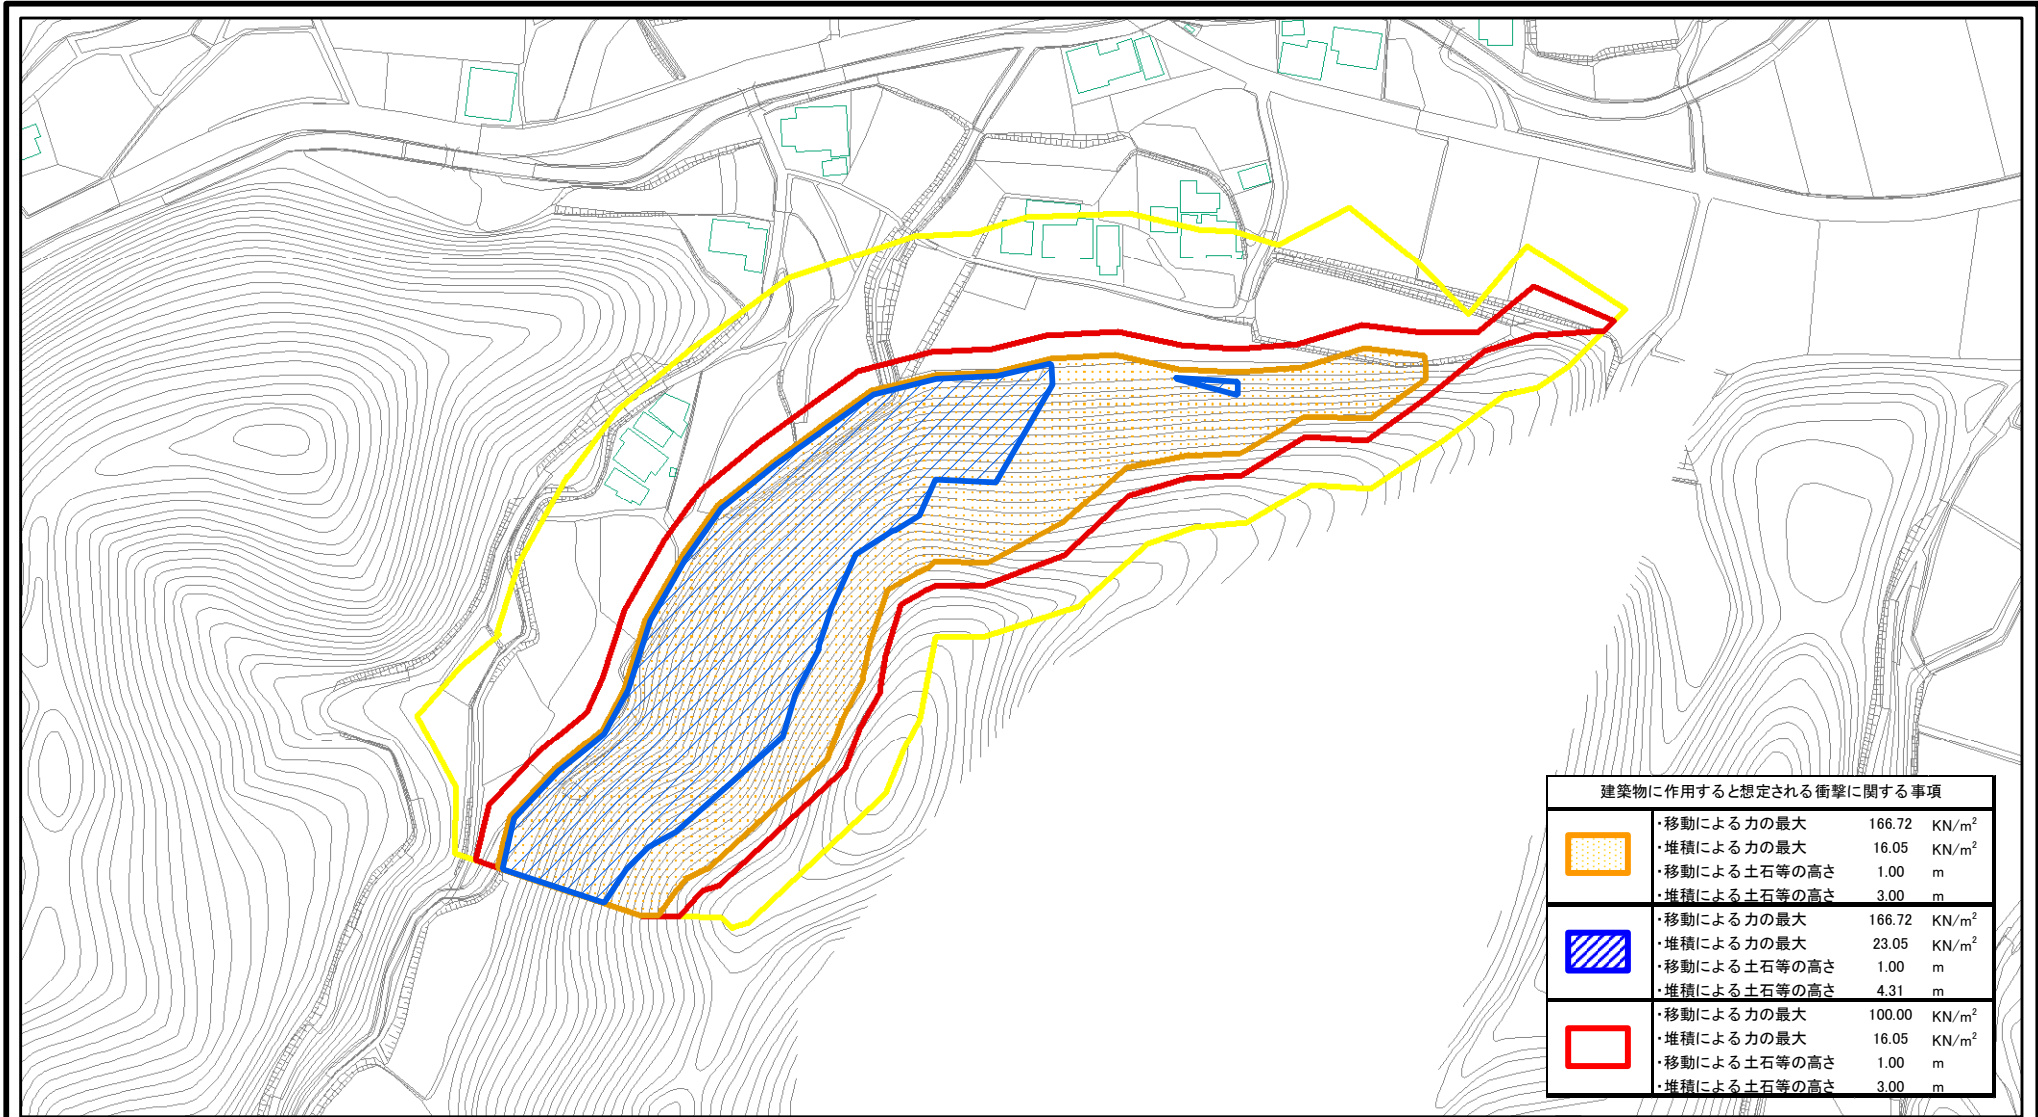 建築物に作用すると想定される衝撃に関する事項
・移動による力の最大 166.72 KN/m²
・堆積による力の最大 16.05 KN/m²
・移動による土石等の高さ 1.00 m
・堆積による土石等の高さ 3.00 m
・移動による力の最大 166.72 KN/m²
・堆積による力の最大 23.05 KN/m²
・移動による土石等の高さ 1.00 m
・堆積による土石等の高さ 4.31 m
・移動による力の最大 100.00 KN/m²
・堆積による力の最大 16.05 KN/m²
・移動による土石等の高さ 1.00 m
・堆積による土石等の高さ 3.00 m